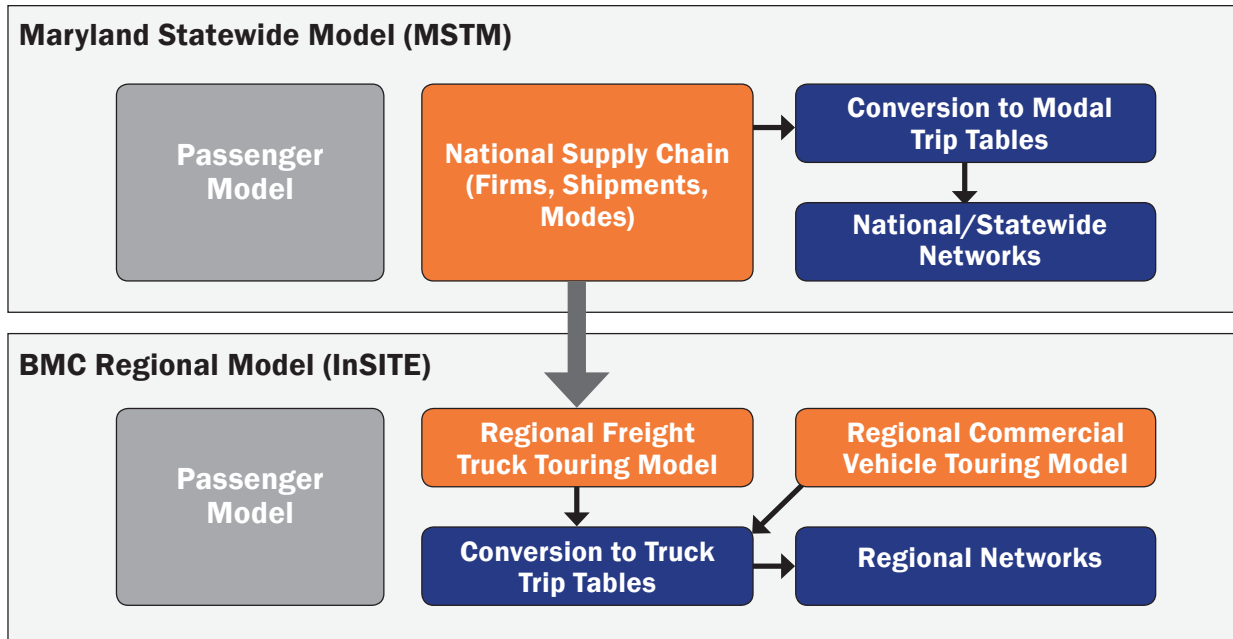 Maryland Statewide Model (MSTM)
Passenger
Model
National Supply Chain
(Firms, Shipments,
Modes)
Conversion to Modal
Trip Tables
National/Statewide
Networks
BMC Regional Model (InSITE)
Passenger
Model
Regional Freight
Truck Touring Model
Regional Commercial
Vehicle Touring Model
Conversion to Truck
Trip Tables
Regional Networks